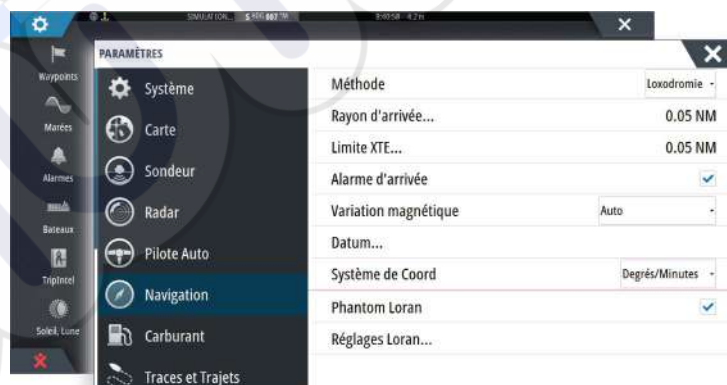 SIMULATION...
PARAMÈTRES
Waypoints
Marées
Alarmes
Bateaux
TripIntel
Soleil, Lune
Système
Carte
Sondeur
Radar
Pilote Auto
Navigation
Carburant
Traces et Trajets
Méthode Loxodromie
Rayon d'arrivée... 0.05 NM
Limite XTE... 0.05 NM
Alarme d'arrivée
Variation magnétique Auto
Datum...
Système de Coord Degrés/Minutes
Phantom Loran
Réglages Loran...